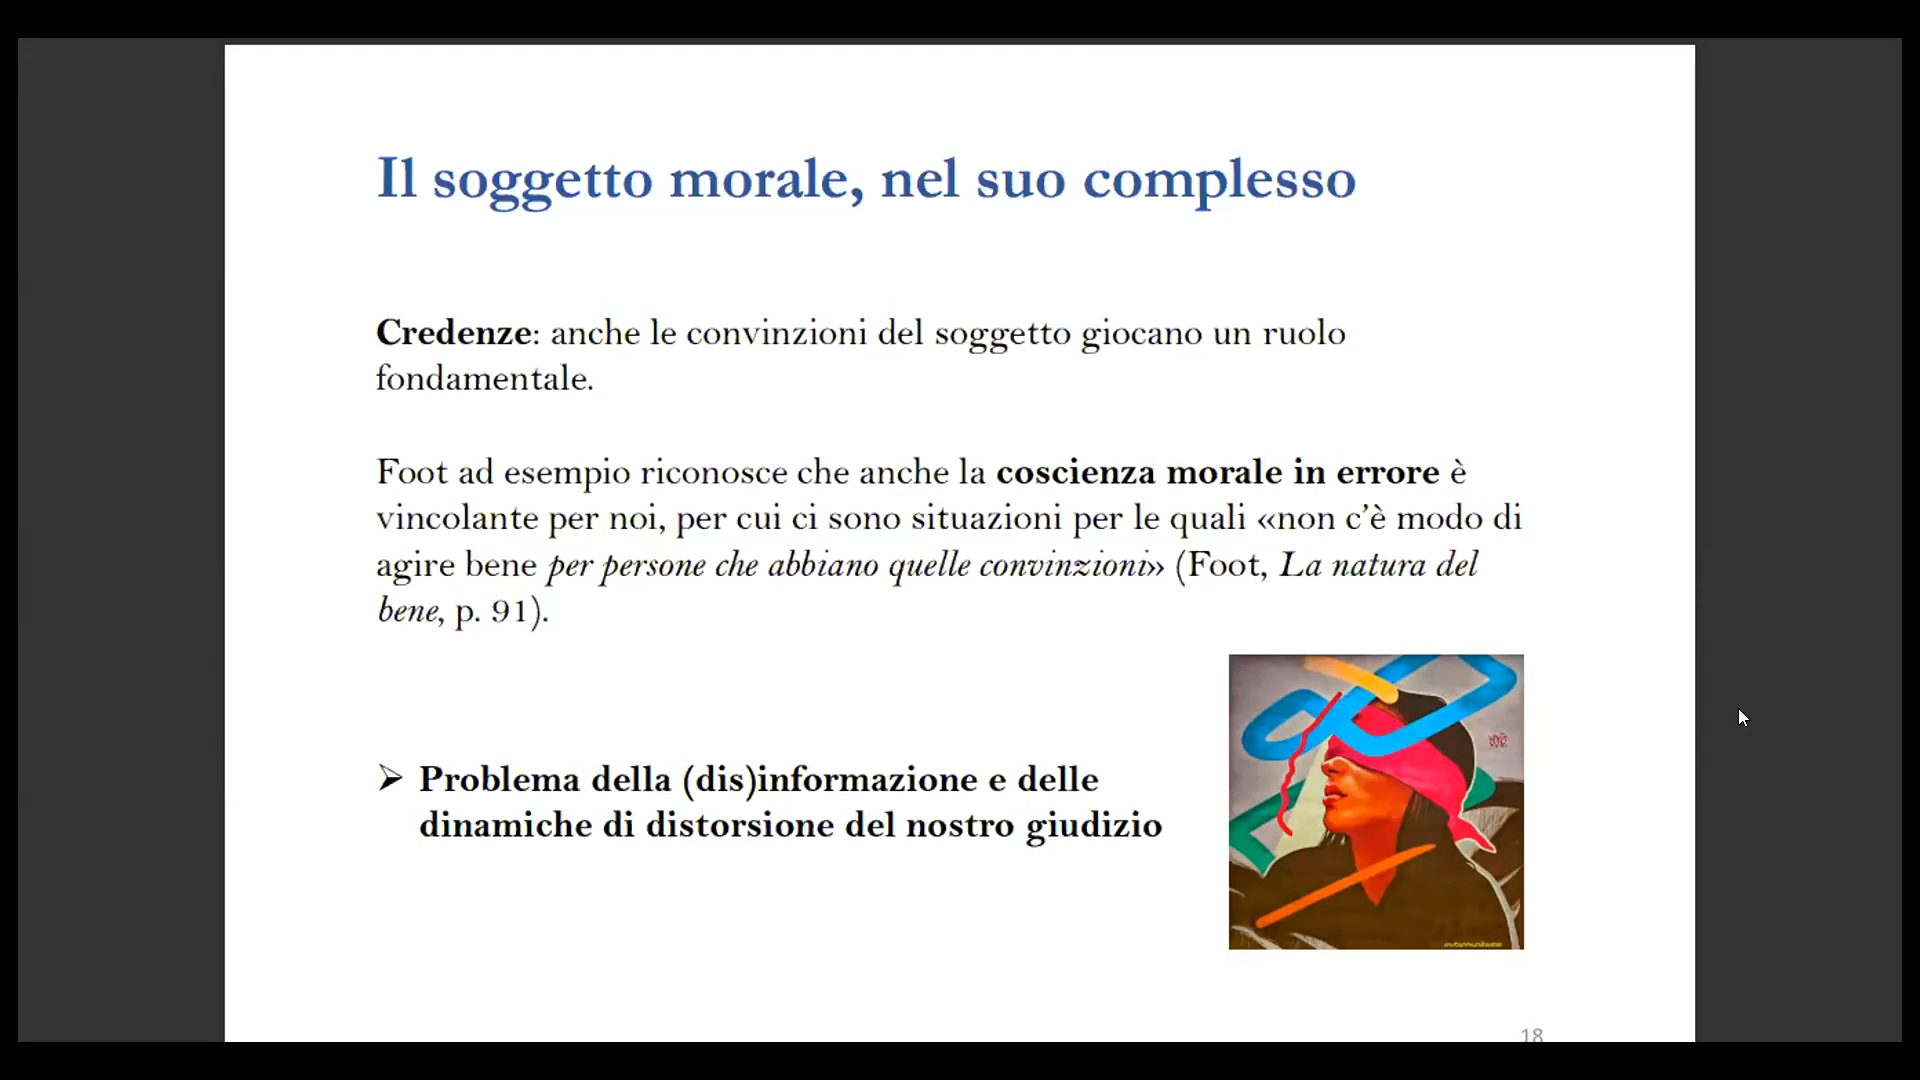 Il soggetto morale, nel suo complesso
Credenze: anche le convinzioni del soggetto giocano un ruolo
fondamentale.
Foot ad esempio riconosce che anche la coscienza morale in errore è
vincolante per noi, per cui ci sono situazioni per le quali «non c’è modo di
agire bene per persone che abbiano quelle convinzioni» (Foot, La natura del
bene, p. 91).
➢ Problema della (dis)informazione e delle
dinamiche di distorsione del nostro giudizio
18